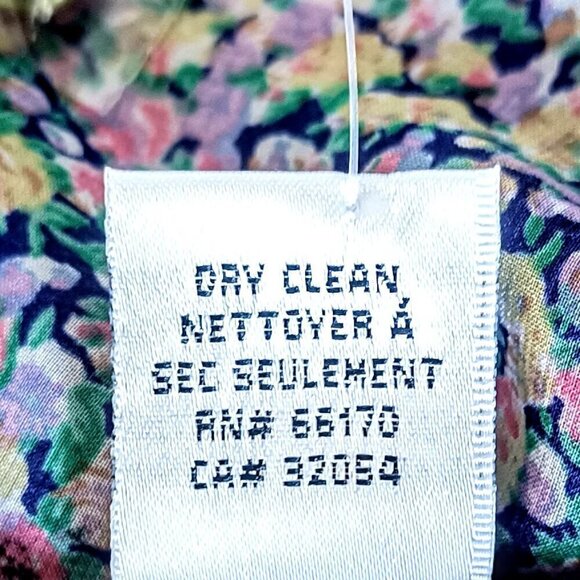 DRY CLEAN
NETTOYER Á
SEC SEULEMENT
RN# 66170
CA# 32054